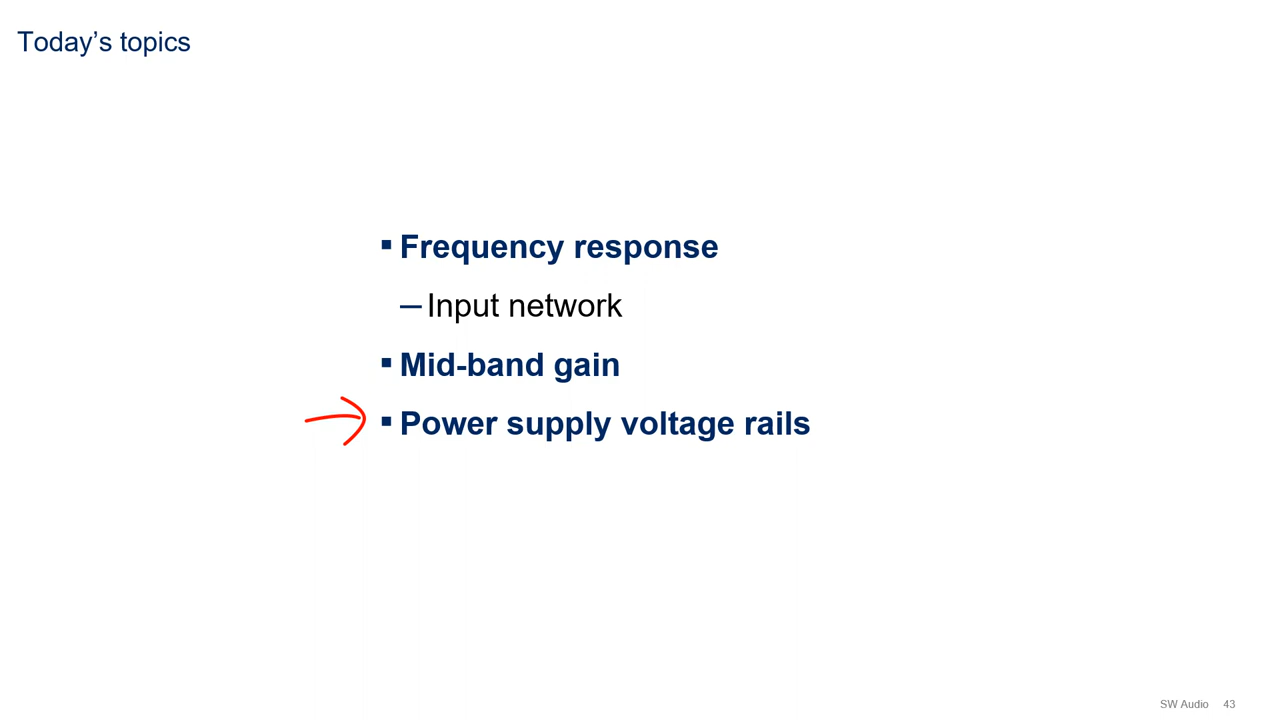 Today’s topics
▪ Frequency response
– Input network
▪ Mid-band gain
▪ Power supply voltage rails
SW Audio 43